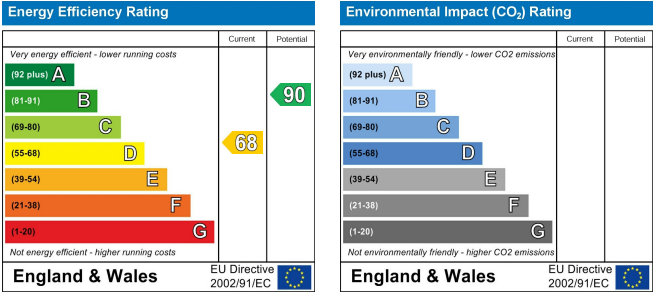 Energy Efficiency Rating
Current Potential
Very energy efficient - lower running costs
(92 plus) A
(81-91) B
90
(69-80) C
(55-68) D
68
(39-54) E
(21-38) F
(1-20) G
Not energy efficient - higher running costs
England & Wales
EU Directive
2002/91/EC
Environmental Impact (CO₂) Rating
Current Potential
Very environmentally friendly - lower CO2 emissions
(92 plus) A
(81-91) B
(69-80) C
(55-68) D
(39-54) E
(21-38) F
(1-20) G
Not environmentally friendly - higher CO2 emissions
England & Wales
EU Directive
2002/91/EC